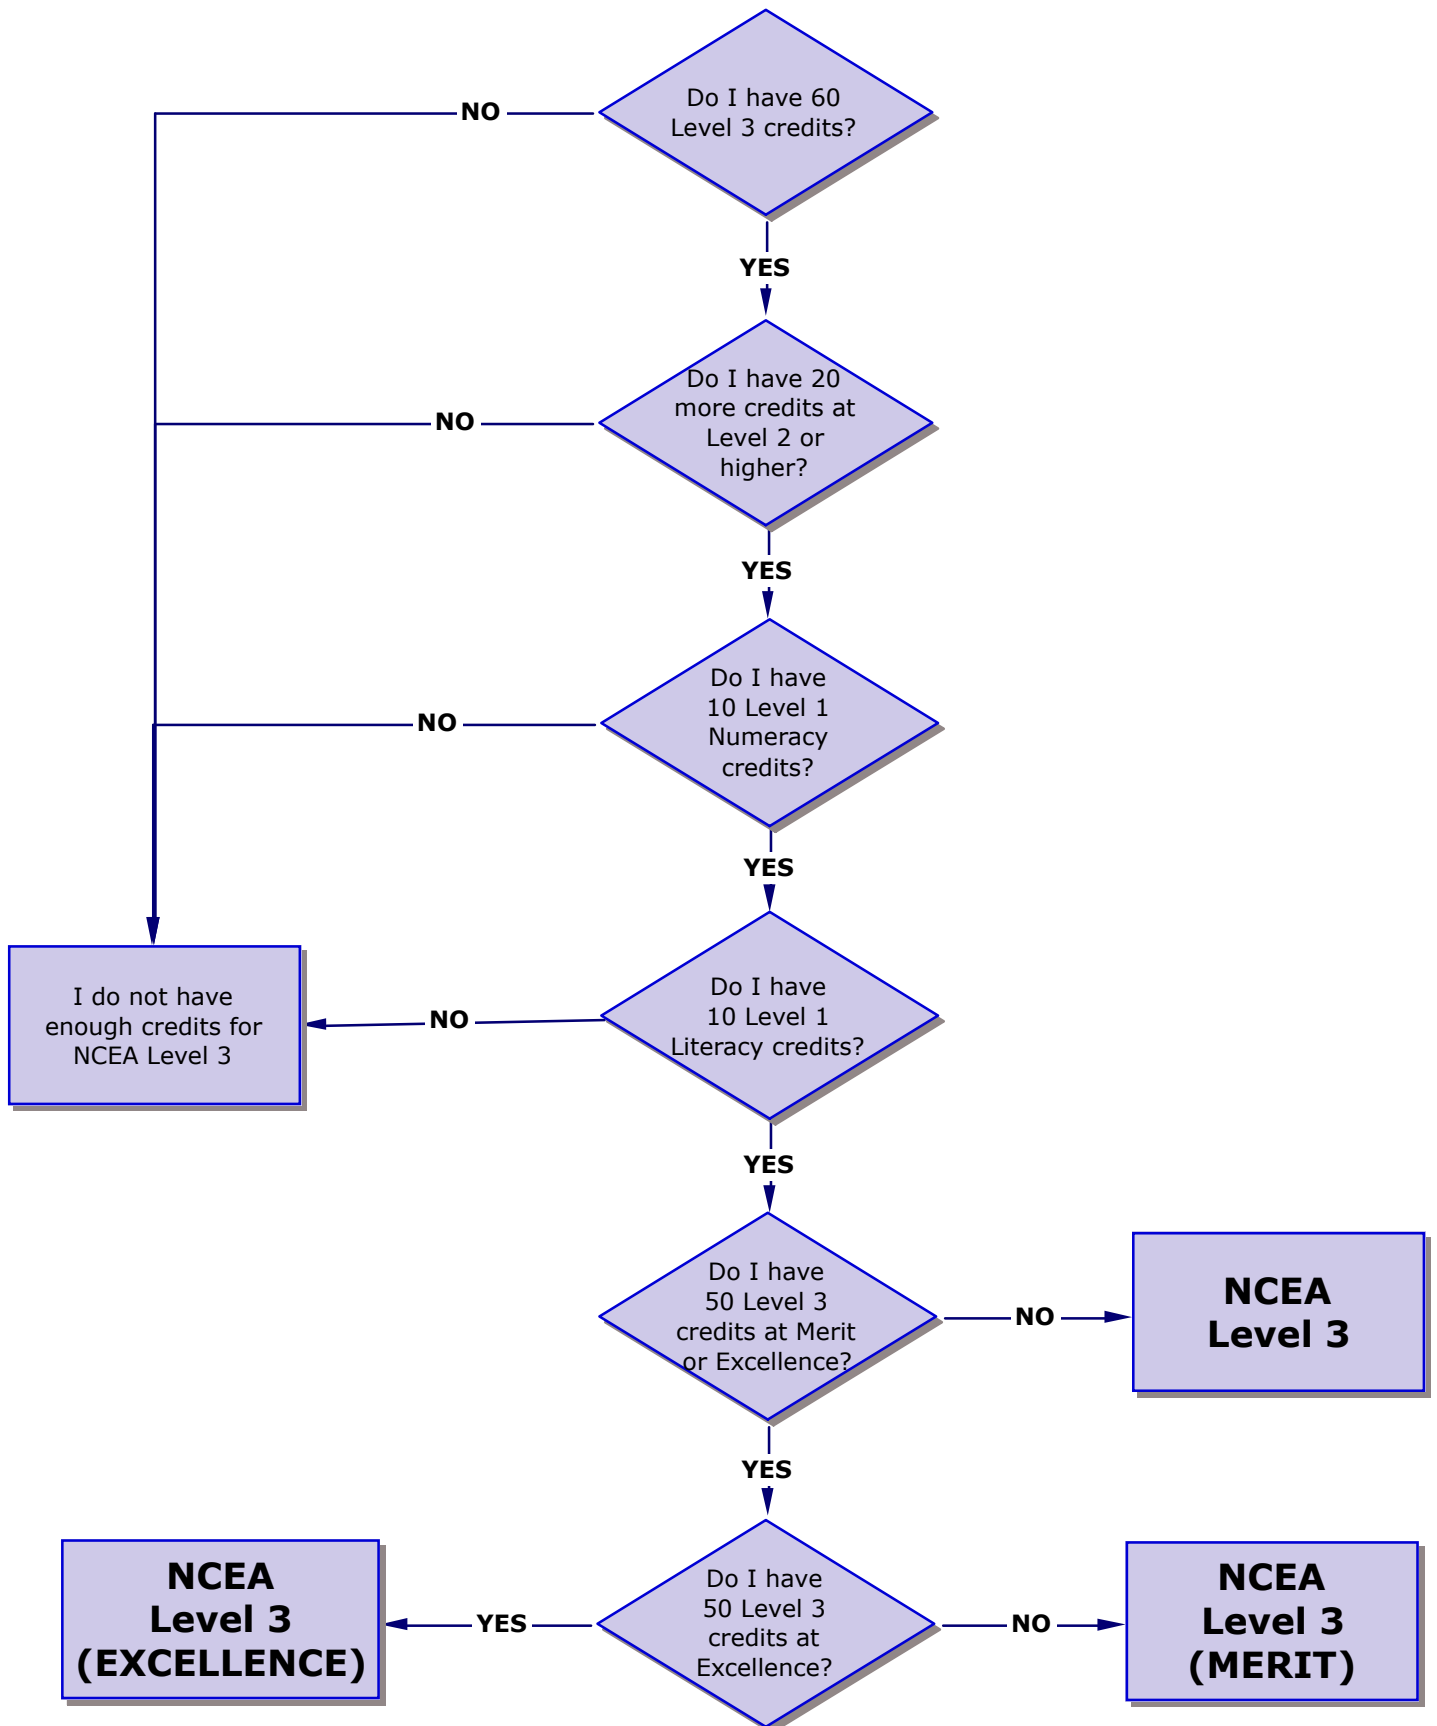 Do I have 60
Level 3 credits?
NO
YES
Do I have 20
more credits at
Level 2 or
higher?
NO
YES
Do I have
10 Level 1
Numeracy
credits?
NO
YES
Do I have
10 Level 1
Literacy credits?
NO
I do not have
enough credits for
NCEA Level 3
YES
Do I have
50 Level 3
credits at Merit
or Excellence?
NO
NCEA
Level 3
YES
Do I have
50 Level 3
credits at
Excellence?
YES
NCEA
Level 3
(EXCELLENCE)
NO
NCEA
Level 3
(MERIT)